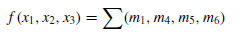 f(x₁, x₂, x₃) = ∑(m₁, m₄, m₅, m₆)